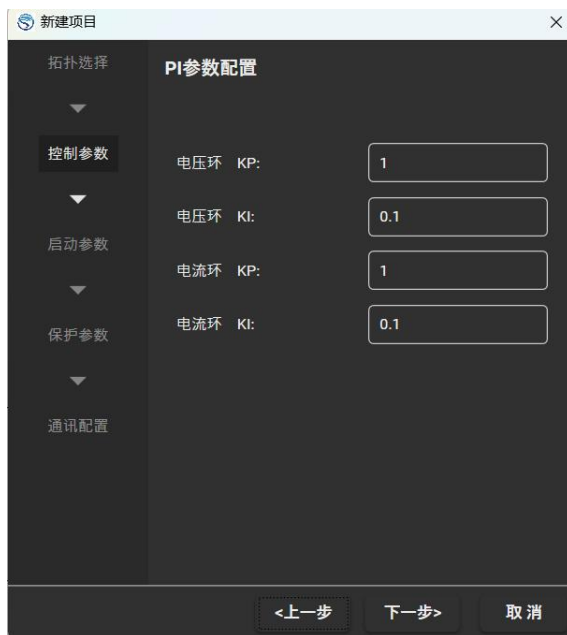 新建项目
拓扑选择
控制参数
启动参数
保护参数
通讯配置
PI参数配置
电压环 KP: 1
电压环 KI: 0.1
电流环 KP: 1
电流环 KI: 0.1
<上一步 下一步> 取消